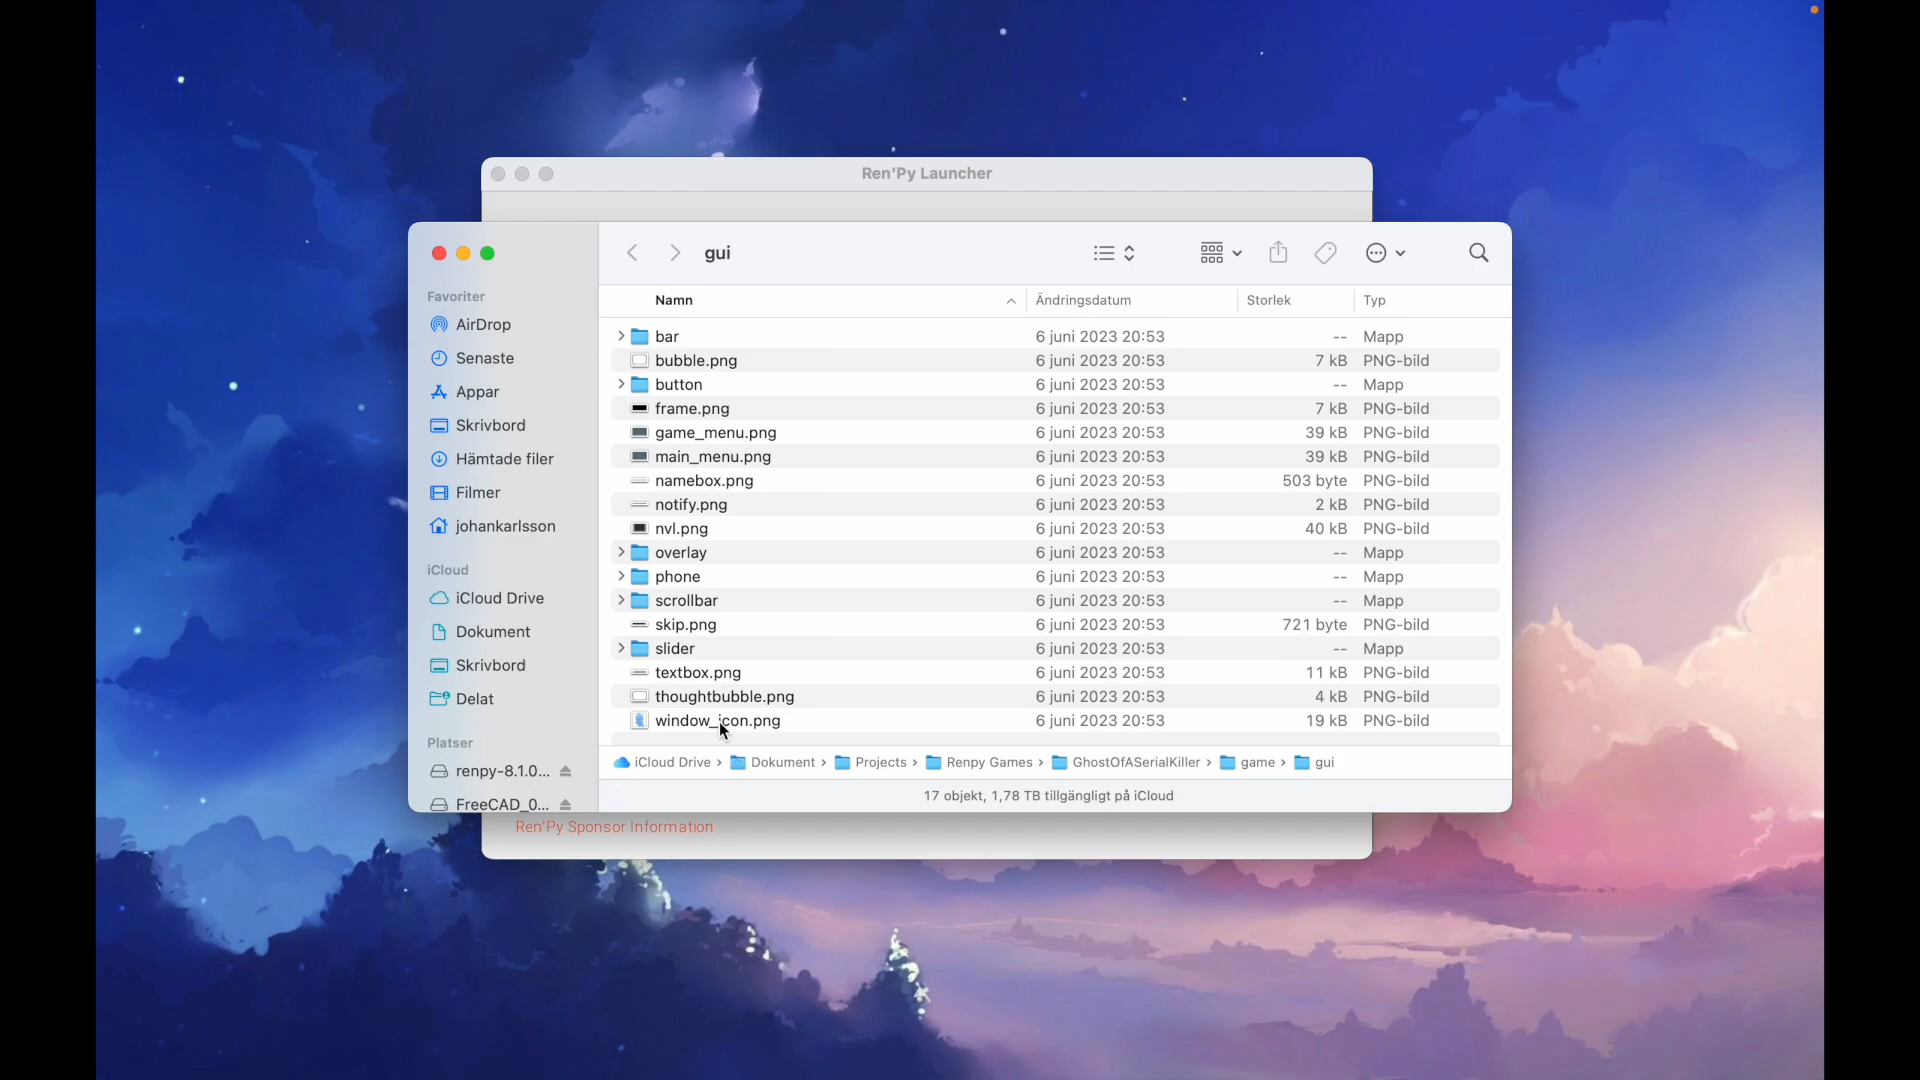 Ren'Py Launcher
gui
Favoriter
AirDrop
Senaste
Appar
Skrivbord
Hämtade filer
Filmer
johankarlsson
iCloud
iCloud Drive
Dokument
Skrivbord
Delat
Platser
renpy-8.1.0...
FreeCAD_0...
Namn Ändringsdatum Storlek Typ
bar 6 juni 2023 20:53 -- Mapp
bubble.png 6 juni 2023 20:53 7 kB PNG-bild
button 6 juni 2023 20:53 -- Mapp
frame.png 6 juni 2023 20:53 7 kB PNG-bild
game_menu.png 6 juni 2023 20:53 39 kB PNG-bild
main_menu.png 6 juni 2023 20:53 39 kB PNG-bild
namebox.png 6 juni 2023 20:53 503 byte PNG-bild
notify.png 6 juni 2023 20:53 2 kB PNG-bild
nvl.png 6 juni 2023 20:53 40 kB PNG-bild
overlay 6 juni 2023 20:53 -- Mapp
phone 6 juni 2023 20:53 -- Mapp
scrollbar 6 juni 2023 20:53 -- Mapp
skip.png 6 juni 2023 20:53 721 byte PNG-bild
slider 6 juni 2023 20:53 -- Mapp
textbox.png 6 juni 2023 20:53 11 kB PNG-bild
thoughtbubble.png 6 juni 2023 20:53 4 kB PNG-bild
window_icon.png 6 juni 2023 20:53 19 kB PNG-bild
iCloud Drive › Dokument › Projects › Renpy Games › GhostOfASerialKiller › game › gui
17 objekt, 1,78 TB tillgängligt på iCloud
Ren'Py Sponsor Information